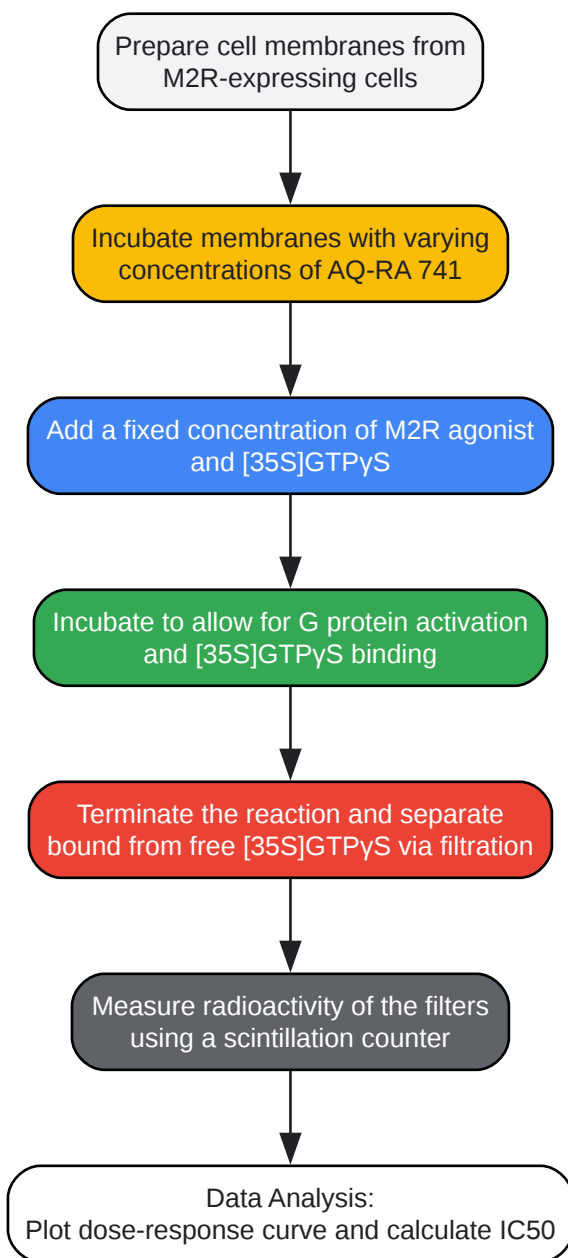 Prepare cell membranes from
M2R-expressing cells
Incubate membranes with varying
concentrations of AQ-RA 741
Add a fixed concentration of M2R agonist
and [35S]GTPγS
Incubate to allow for G protein activation
and [35S]GTPγS binding
Terminate the reaction and separate
bound from free [35S]GTPγS via filtration
Measure radioactivity of the filters
using a scintillation counter
Data Analysis:
Plot dose-response curve and calculate IC50